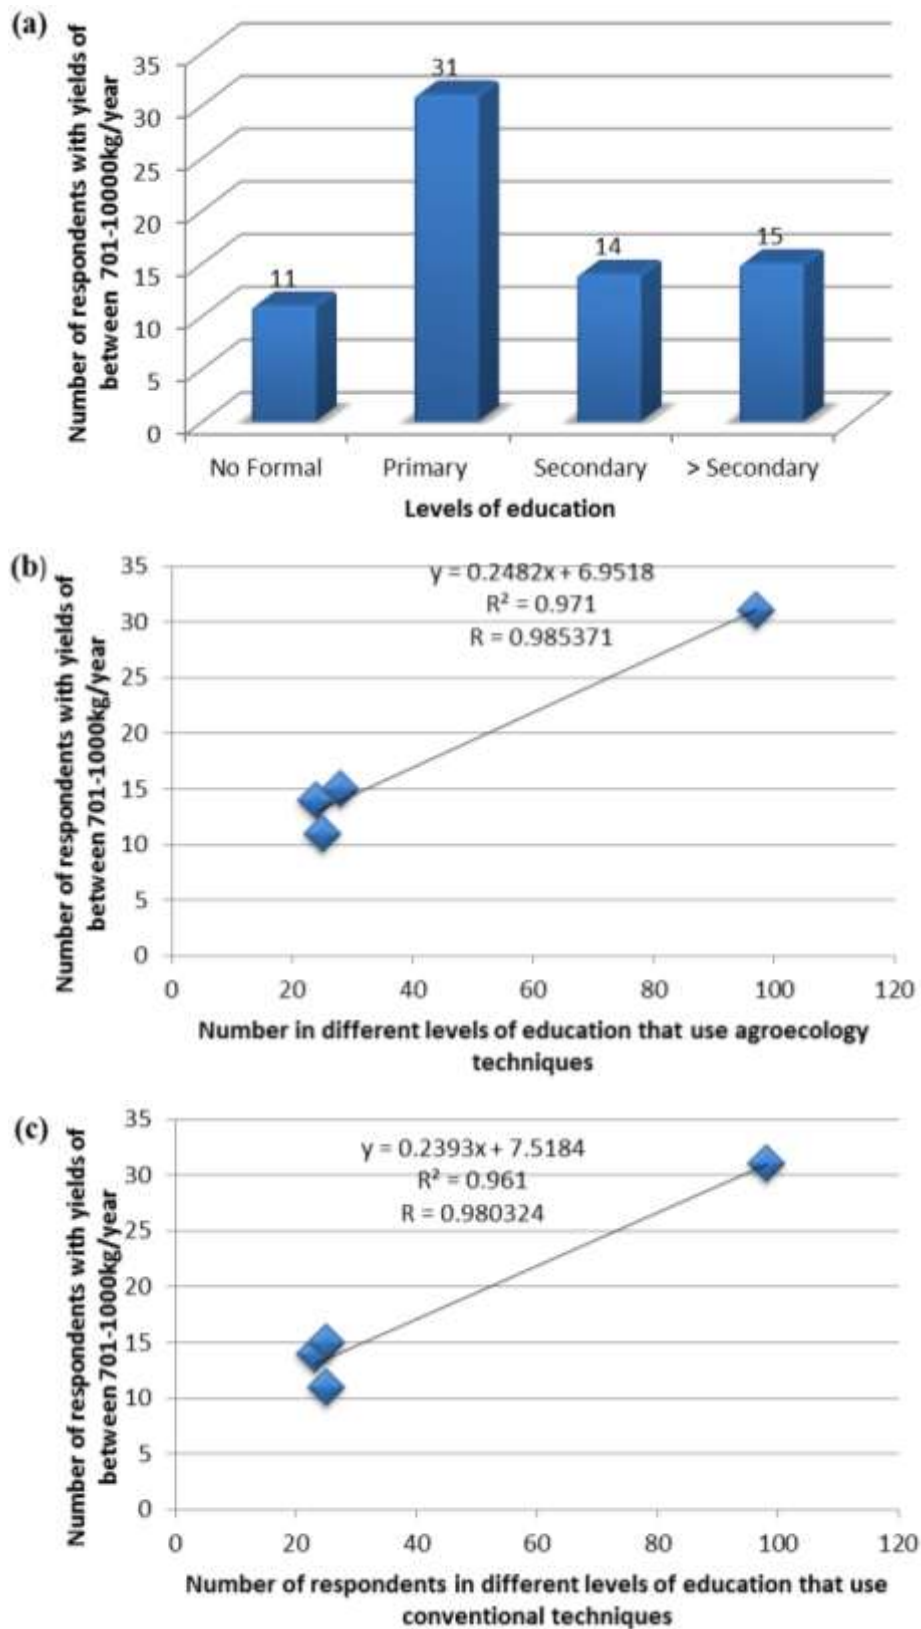 (a)
Number of respondents with yields of
between 701-10000kg/year
35
30
25
20
15
10
5
0
11
31
14
15
No Formal
Primary
Secondary
> Secondary
Levels of education
(b)
Number of respondents with yields of
between 701-1000kg/year
35
30
25
20
15
10
5
0
y = 0.2482x + 6.9518
R² = 0.971
R = 0.985371
0
20
40
60
80
100
120
Number in different levels of education that use agroecology
techniques
(c)
Number of respondents with yields of
between 701-1000kg/year
35
30
25
20
15
10
5
0
y = 0.2393x + 7.5184
R² = 0.961
R = 0.980324
0
20
40
60
80
100
120
Number of respondents in different levels of education that use
conventional techniques